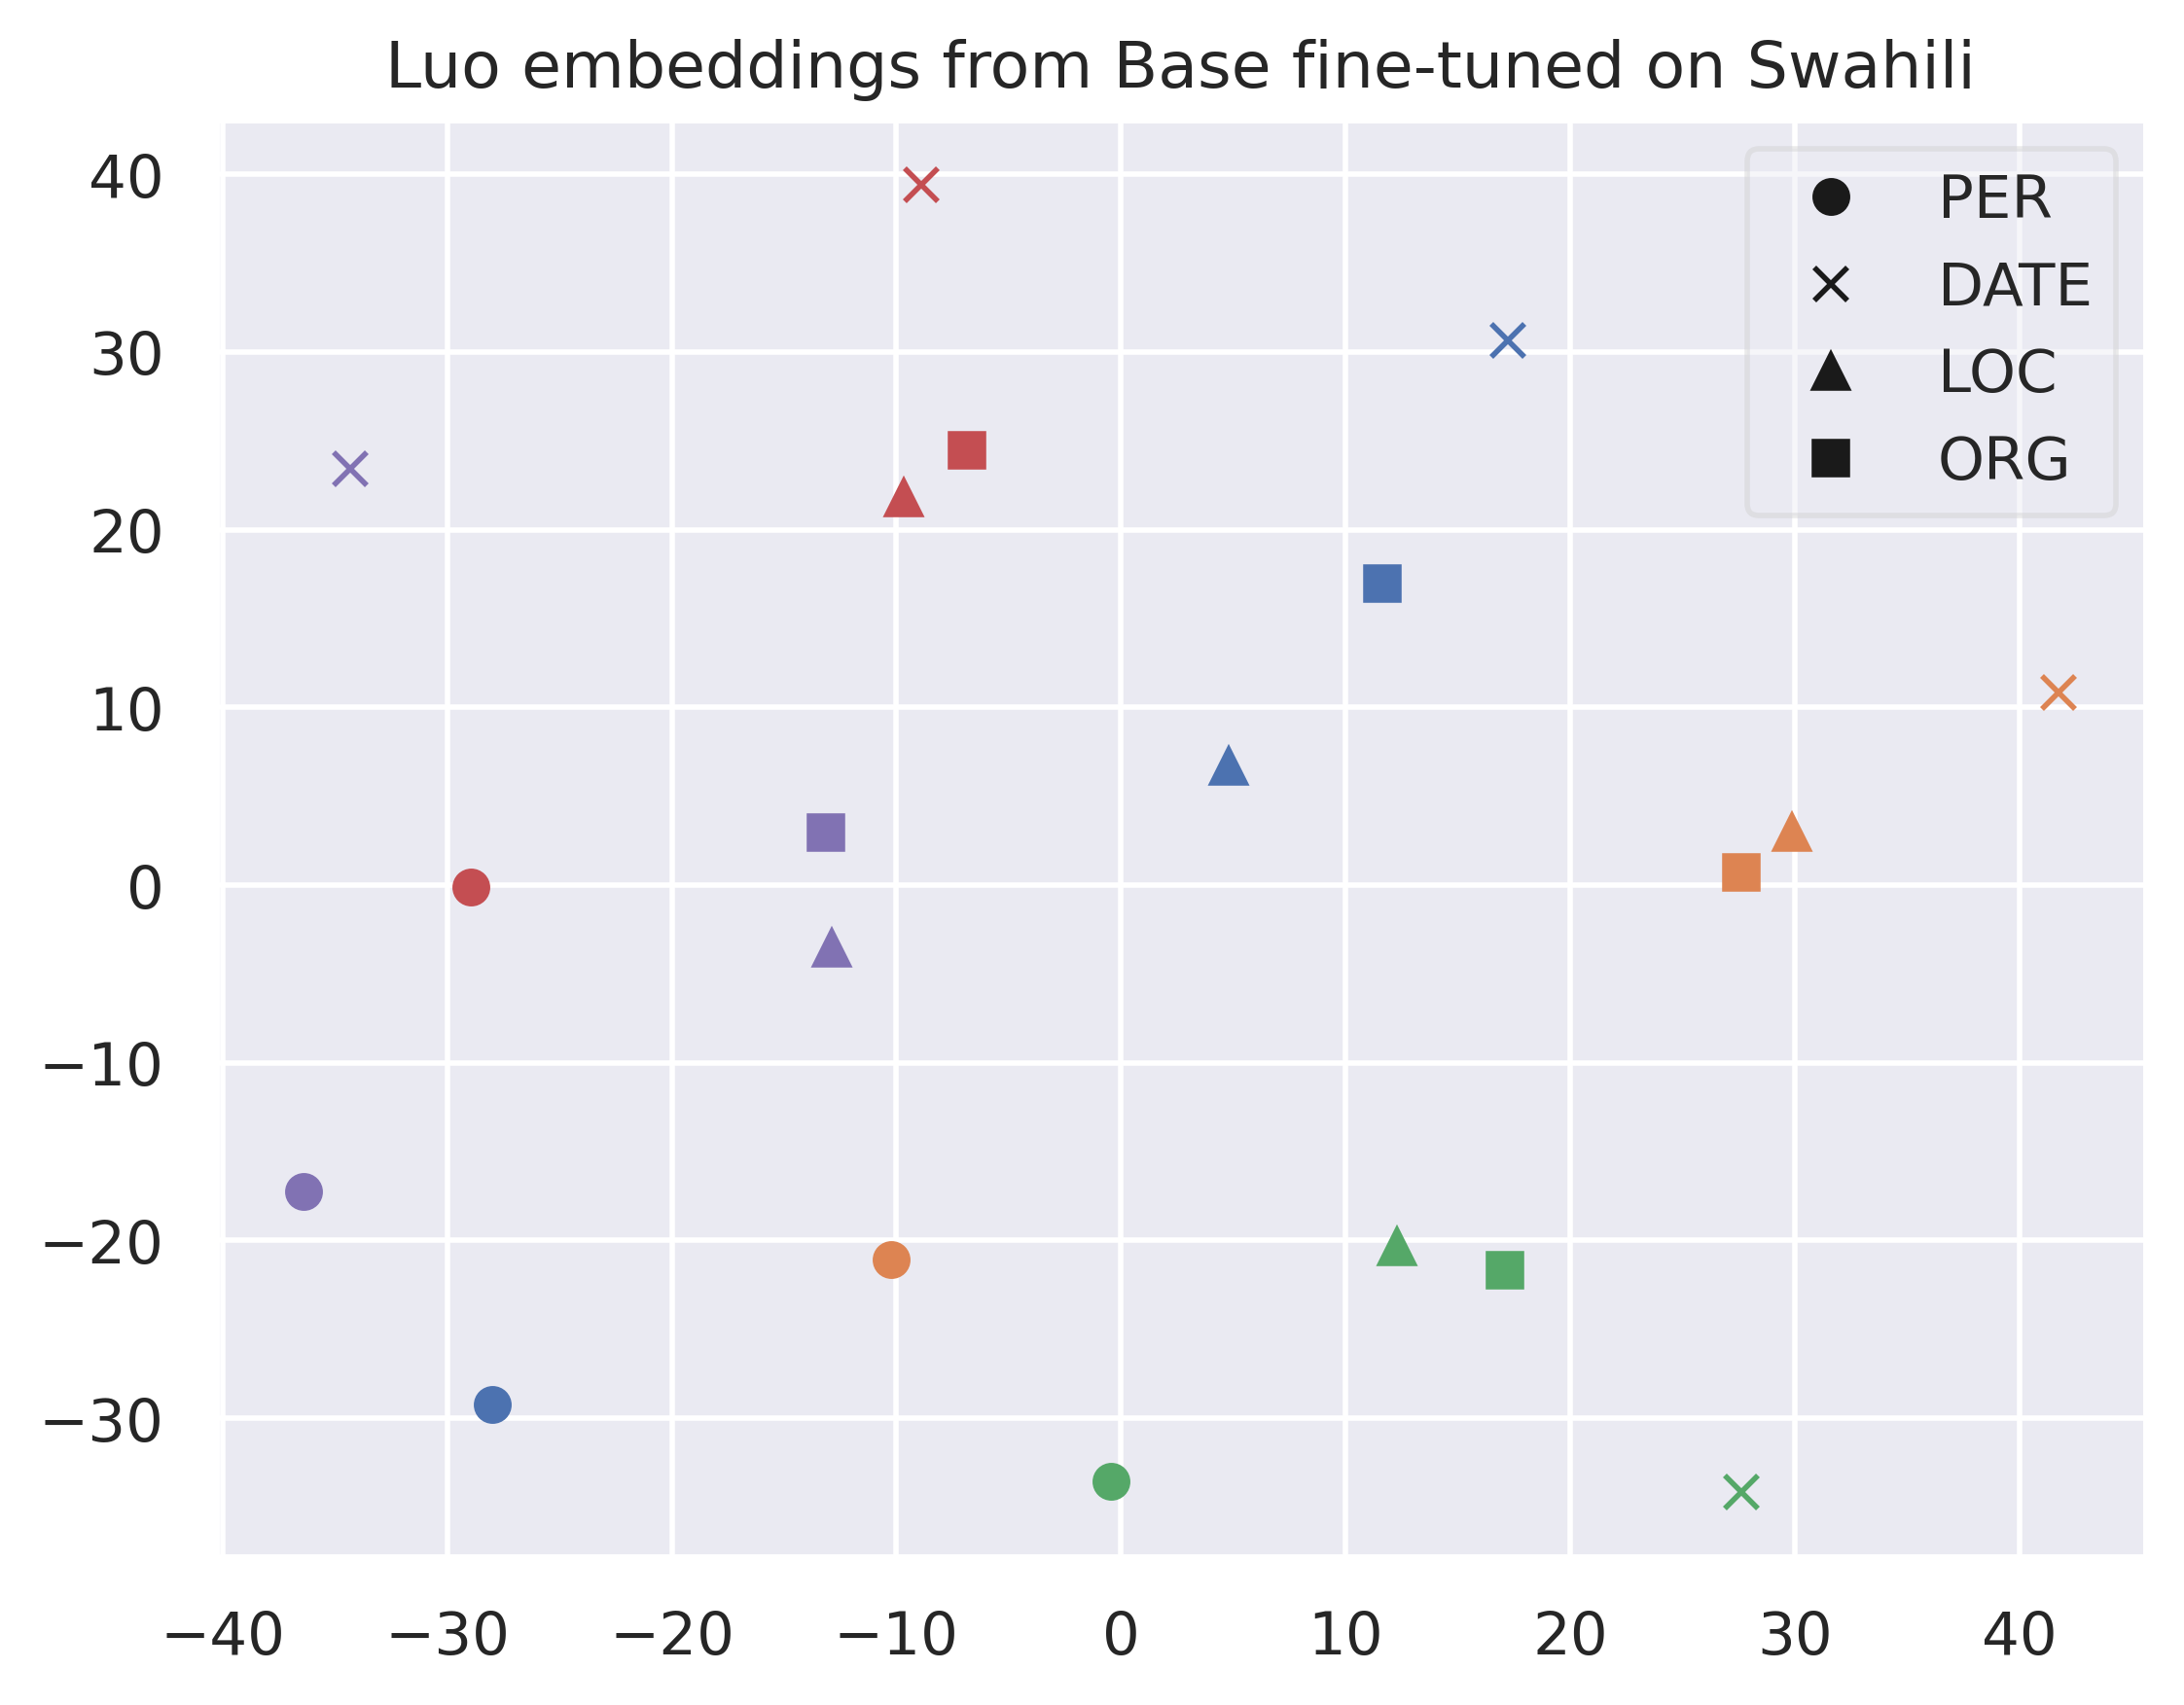 Luo embeddings from Base fine-tuned on Swahili
PER
DATE
LOC
ORG
40
30
20
10
0
−10
−20
−30
−40 −30 −20 −10 0 10 20 30 40